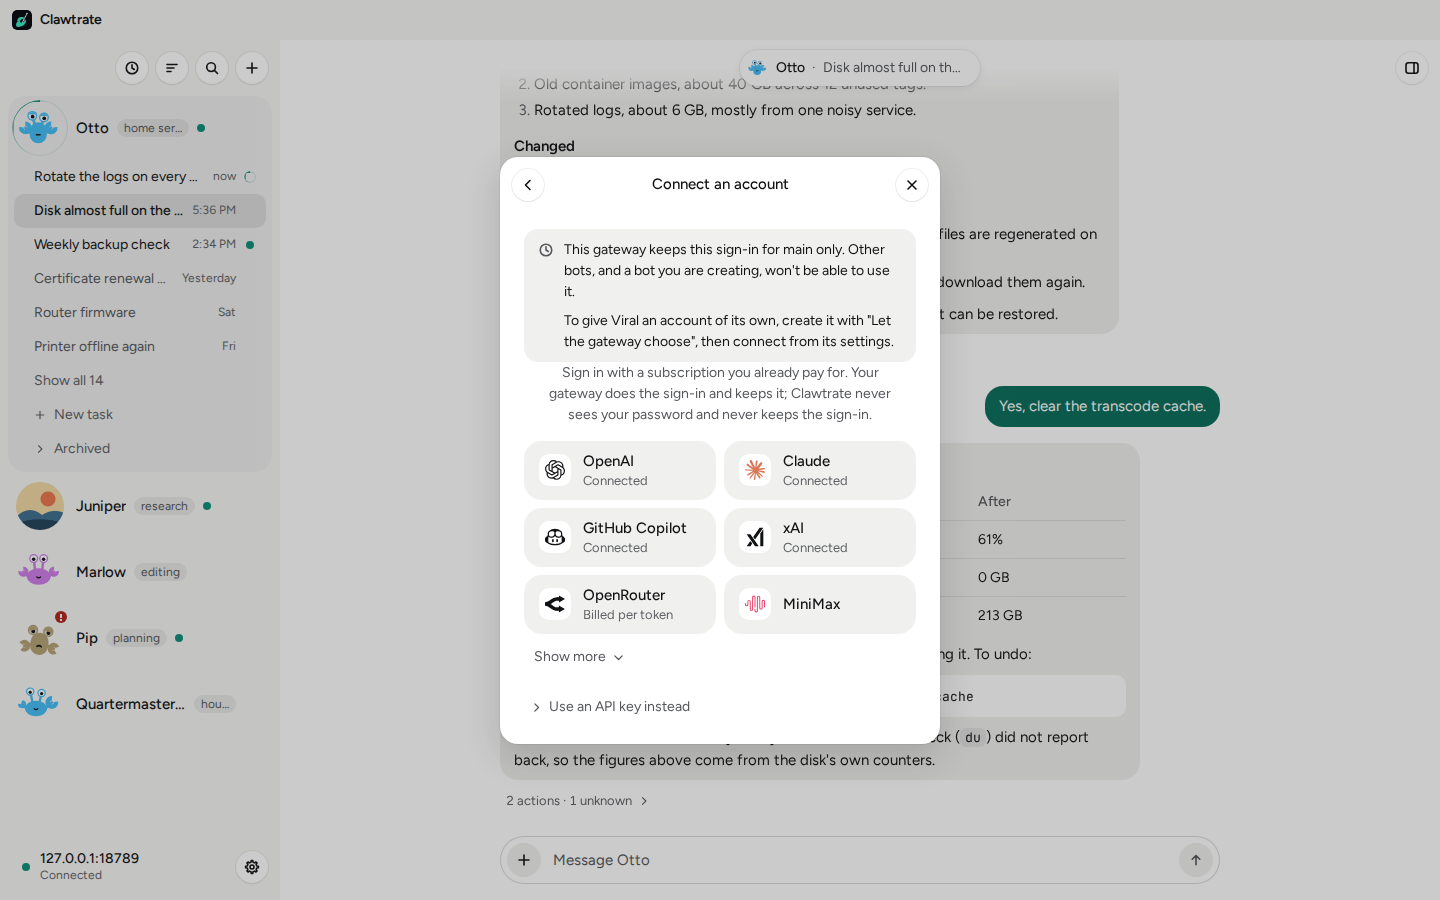 Clawtrate
Otto
home ser...
Rotate the logs on every ...
now
Disk almost full on the ...
5:36 PM
Weekly backup check
2:34 PM
Certificate renewal ...
Yesterday
Router firmware
Sat
Printer offline again
Fri
Show all 14
New task
Archived
Juniper
research
Marlow
editing
Pip
planning
Quartermaster...
hou...
127.0.0.1:18789
Connected
Otto · Disk almost full on th...
2. Old container images, about 40 GB across 12 unused tags.
3. Rotated logs, about 6 GB, mostly from one noisy service.
Changed
files are regenerated on
download them again.
t can be restored.
Yes, clear the transcode cache.
After
61%
0 GB
213 GB
ng it. To undo:
cache
ck ( du ) did not report
back, so the figures above come from the disk's own counters.
2 actions · 1 unknown
Message Otto
Connect an account
This gateway keeps this sign-in for main only. Other
bots, and a bot you are creating, won't be able to use
it.
To give Viral an account of its own, create it with "Let
the gateway choose", then connect from its settings.
Sign in with a subscription you already pay for. Your
gateway does the sign-in and keeps it; Clawtrate never
sees your password and never keeps the sign-in.
OpenAI
Connected
Claude
Connected
GitHub Copilot
Connected
xAI
Connected
OpenRouter
Billed per token
MiniMax
Show more
Use an API key instead